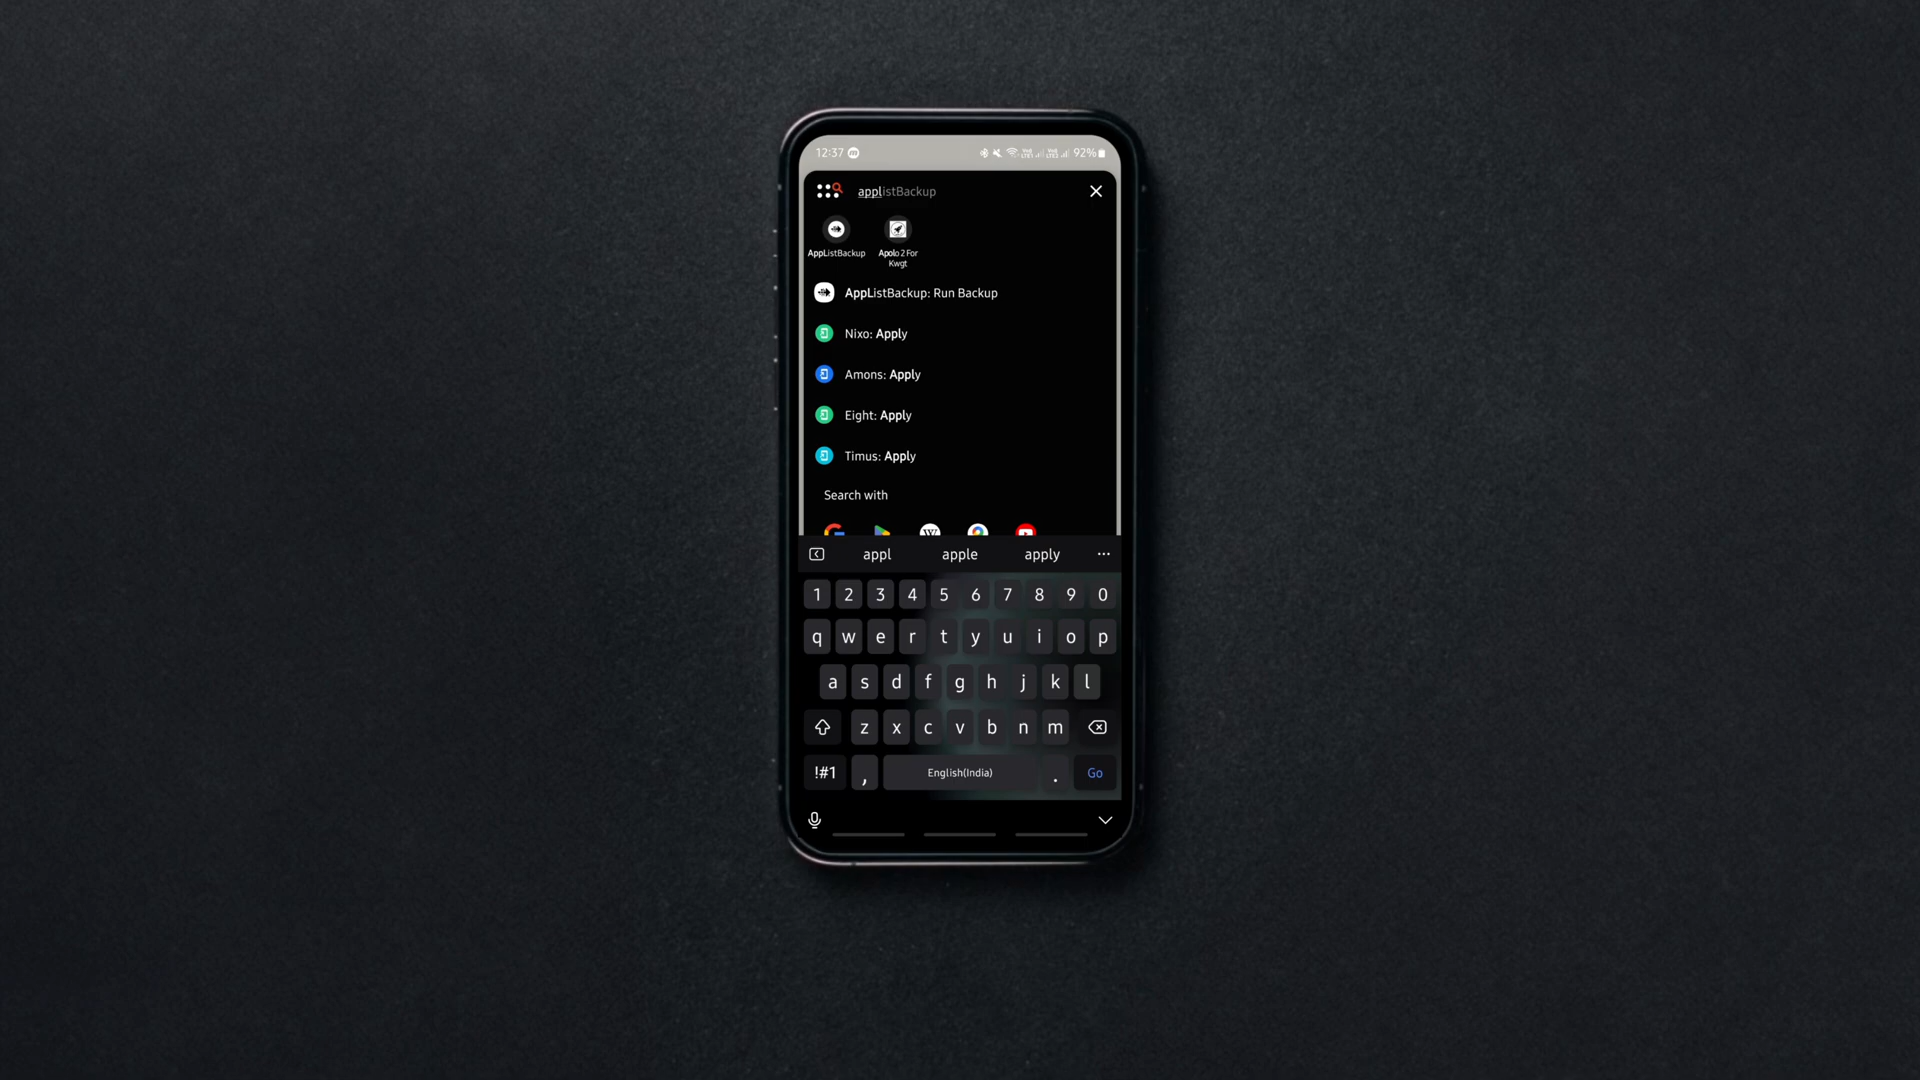 12:37
92%
applistBackup
AppListBackup
Apolo 2 For
Kwgt
AppListBackup: Run Backup
Nixo: Apply
Amons: Apply
Eight: Apply
Timus: Apply
Search with
W
appl apple apply
1 2 3 4 5 6 7 8 9 0
q w e r t y u i o p
a s d f g h j k l
z x c v b n m
!#1 , English(India) . Go